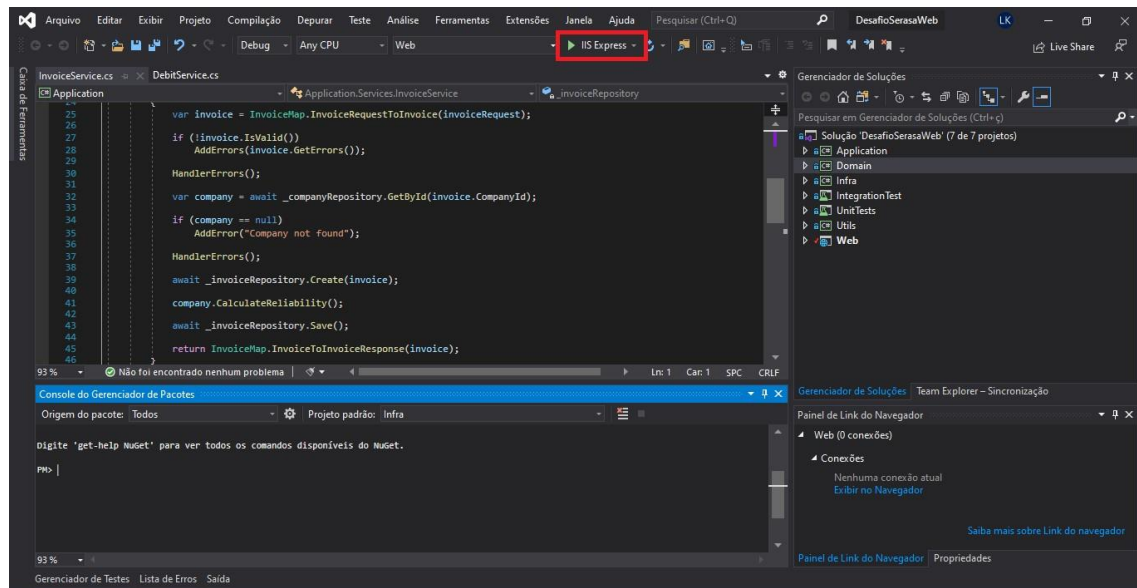 Arquivo Editar Exibir Projeto Compilação Depurar Teste Análise Ferramentas Extensões Janela Ajuda Pesquisar (Ctrl+Q) DesafioSerasaWeb LK
Debug Any CPU Web IIS Express Live Share
Caixa de Ferramentas
InvoiceService.cs DebitService.cs
Application Application.Services.InvoiceService _invoiceRepository
24 {
25 var invoice = InvoiceMap.InvoiceRequestToInvoice(invoiceRequest);
26
27 if (!invoice.IsValid())
28 AddErrors(invoice.GetErrors());
29
30 HandlerErrors();
31
32 var company = await _companyRepository.GetById(invoice.CompanyId);
33
34 if (company == null)
35 AddError("Company not found");
36
37 HandlerErrors();
38
39 await _invoiceRepository.Create(invoice);
40
41 company.CalculateReliability();
42
43 await _invoiceRepository.Save();
44
45 return InvoiceMap.InvoiceToInvoiceResponse(invoice);
46 }
93 % Não foi encontrado nenhum problema Ln: 1 Car: 1 SPC CRLF
Console do Gerenciador de Pacotes
Origem do pacote: Todos Projeto padrão: Infra
Digite 'get-help NuGet' para ver todos os comandos disponíveis do NuGet.
PM>
93 %
Gerenciador de Testes Lista de Erros Saída
Gerenciador de Soluções
Pesquisar em Gerenciador de Soluções (Ctrl+ç)
Solução 'DesafioSerasaWeb' (7 de 7 projetos)
Application
Domain
Infra
IntegrationTest
UnitTests
Utils
Web
Gerenciador de Soluções Team Explorer – Sincronização
Painel de Link do Navegador
Web (0 conexões)
Conexões
Nenhuma conexão atual
Exibir no Navegador
Saiba mais sobre Link do navegador
Painel de Link do Navegador Propriedades